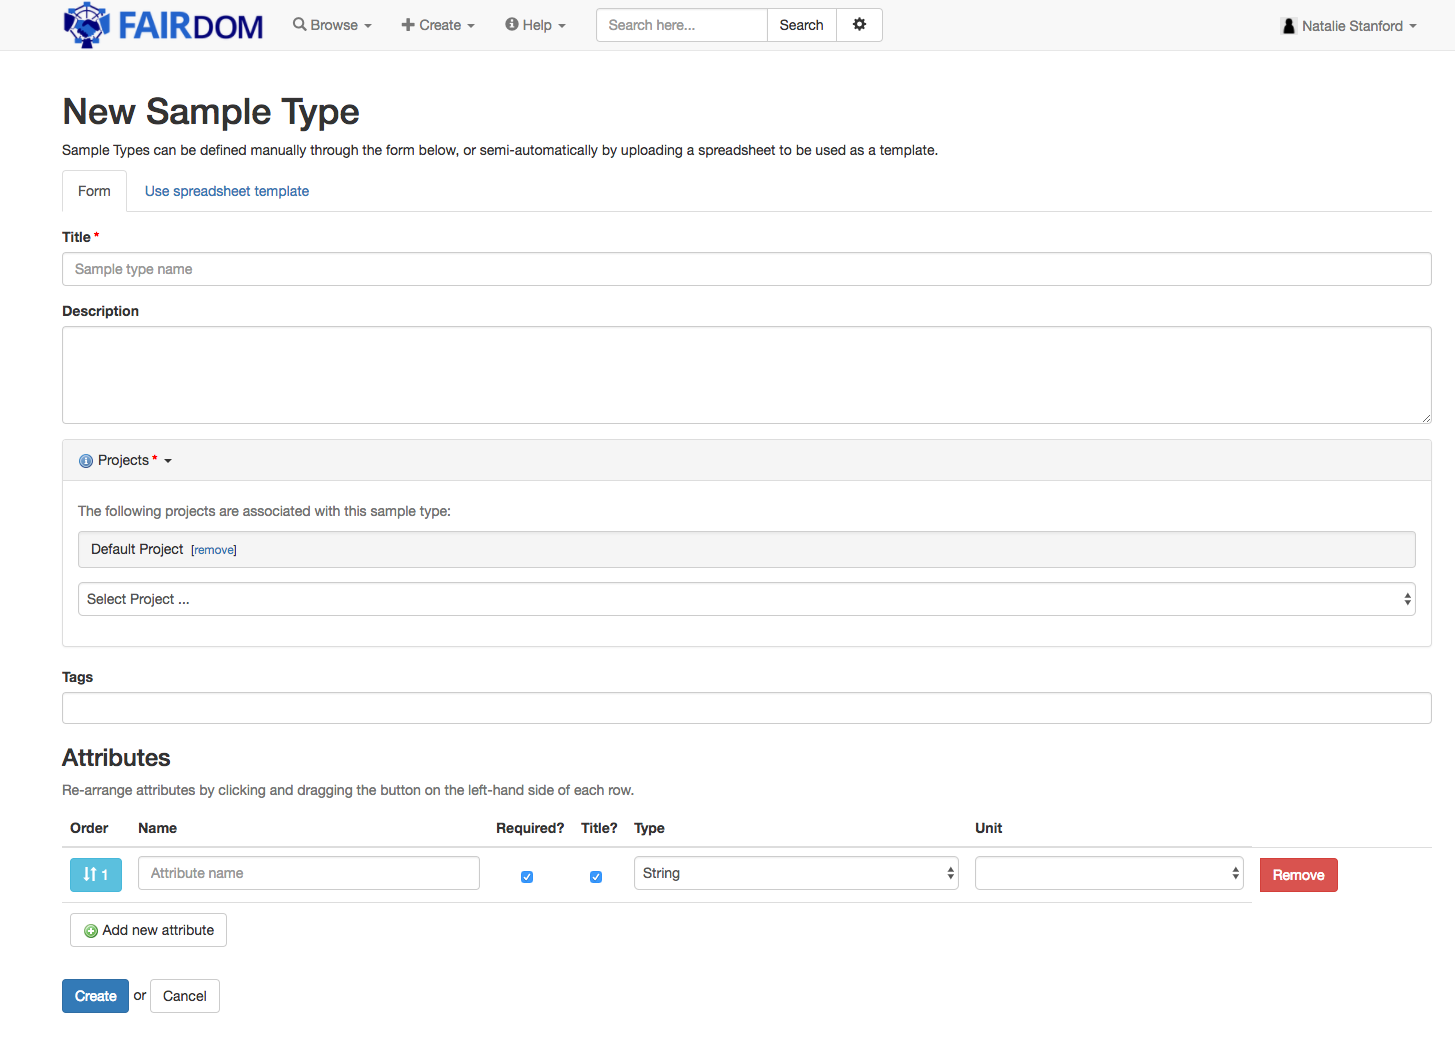 FAIRDOM Browse Create Help Search here... Search Natalie Stanford
New Sample Type
Sample Types can be defined manually through the form below, or semi-automatically by uploading a spreadsheet to be used as a template.
Form Use spreadsheet template
Title *
Sample type name
Description
Projects *
The following projects are associated with this sample type:
Default Project [remove]
Select Project ...
Tags
Attributes
Re-arrange attributes by clicking and dragging the button on the left-hand side of each row.
Order Name Required? Title? Type Unit
1 Attribute name String Remove
Add new attribute
Create or Cancel